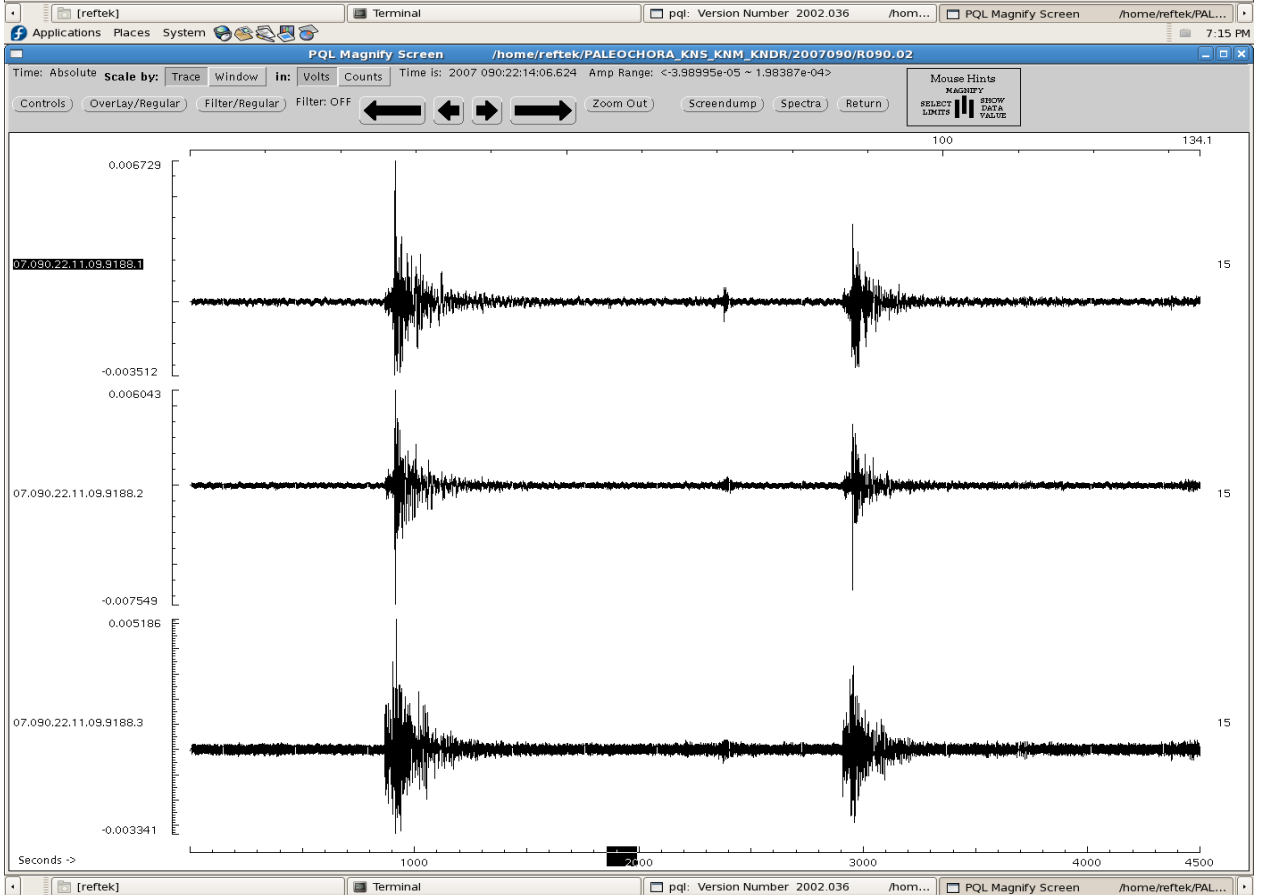 [reftek] Terminal pql: Version Number 2002.036 /hom... PQL Magnify Screen /home/reftek/PAL...
Applications Places System 7:15 PM
PQL Magnify Screen /home/reftek/PALEOCHORA_KNS_KNM_KNDR/2007090/R090.02
Time: Absolute Scale by: Trace Window in: Volts Counts Time is: 2007 090:22:14:06.624 Amp Range: <-3.98995e-05 ~ 1.98387e-04>
Controls OverLay/Regular Filter/Regular Filter: OFF Zoom Out Screendump Spectra Return
Mouse Hints
MAGNIFY
SELECT LIMITS SHOW DATA VALUE
100 134.1
0.006729
07.090.22.11.09.9188.1 15
-0.003512
0.006043
07.090.22.11.09.9188.2 15
-0.007549
0.005186
07.090.22.11.09.9188.3 15
-0.003341
Seconds -> 1000 2000 3000 4000 4500
[reftek] Terminal pql: Version Number 2002.036 /hom... PQL Magnify Screen /home/reftek/PAL...